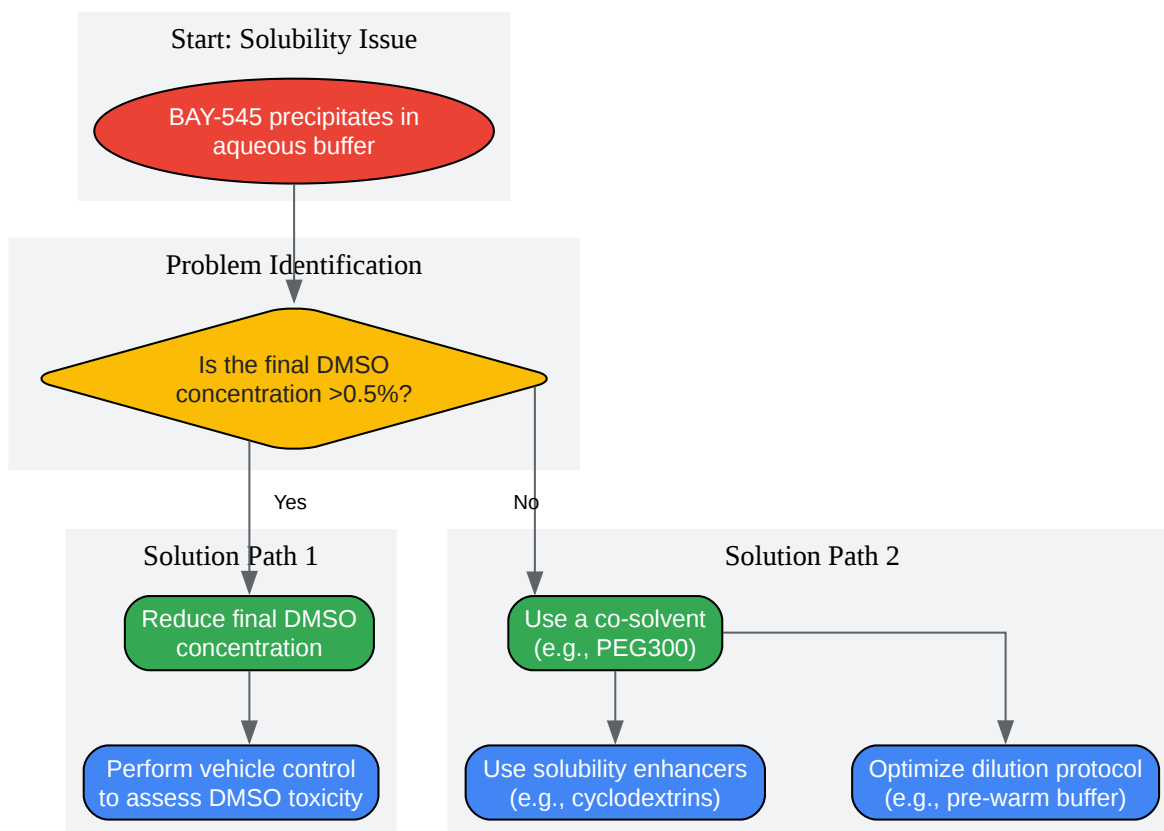 Start: Solubility Issue
BAY-545 precipitates in
aqueous buffer
Problem Identification
Is the final DMSO
concentration >0.5%?
Yes
No
Solution Path 1
Reduce final DMSO
concentration
Perform vehicle control
to assess DMSO toxicity
Solution Path 2
Use a co-solvent
(e.g., PEG300)
Use solubility enhancers
(e.g., cyclodextrins)
Optimize dilution protocol
(e.g., pre-warm buffer)